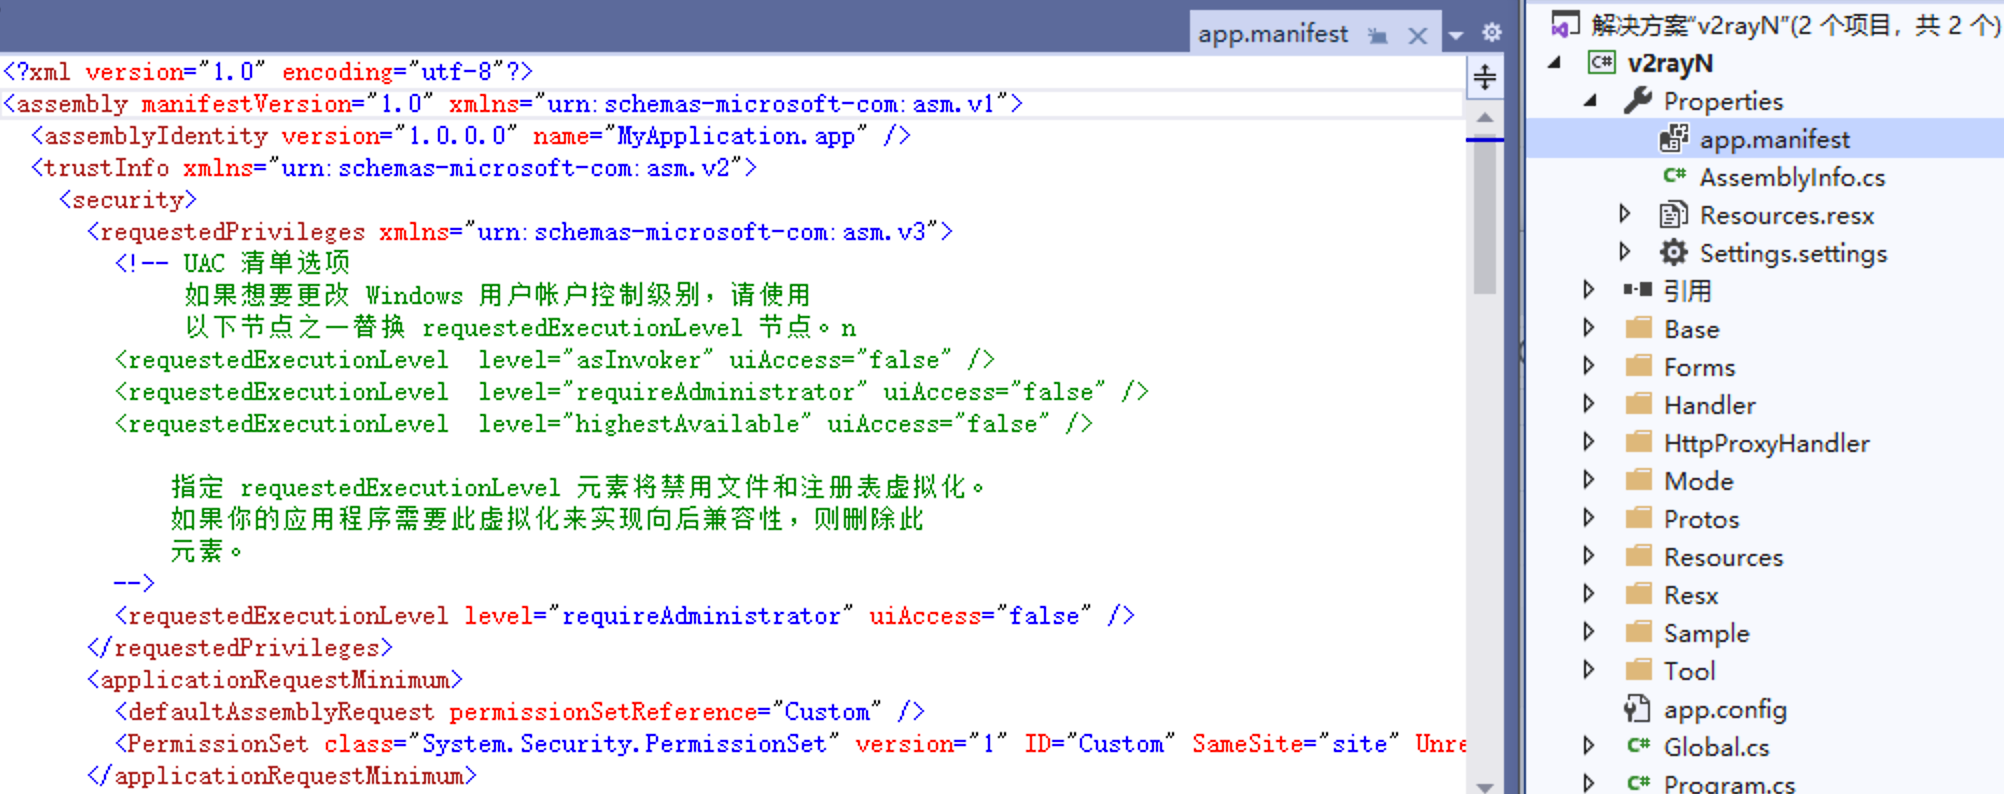 app.manifest
<?xml version="1.0" encoding="utf-8"?>
<assembly manifestVersion="1.0" xmlns="urn:schemas-microsoft-com:asm.v1">
<assemblyIdentity version="1.0.0.0" name="MyApplication.app" />
<trustInfo xmlns="urn:schemas-microsoft-com:asm.v2">
<security>
<requestedPrivileges xmlns="urn:schemas-microsoft-com:asm.v3">
<!-- UAC 清单选项
如果想要更改 Windows 用户帐户控制级别，请使用
以下节点之一替换 requestedExecutionLevel 节点。n
<requestedExecutionLevel  level="asInvoker" uiAccess="false" />
<requestedExecutionLevel  level="requireAdministrator" uiAccess="false" />
<requestedExecutionLevel  level="highestAvailable" uiAccess="false" />
指定 requestedExecutionLevel 元素将禁用文件和注册表虚拟化。
如果你的应用程序需要此虚拟化来实现向后兼容性，则删除此
元素。
-->
<requestedExecutionLevel level="requireAdministrator" uiAccess="false" />
</requestedPrivileges>
<applicationRequestMinimum>
<defaultAssemblyRequest permissionSetReference="Custom" />
<PermissionSet class="System.Security.PermissionSet" version="1" ID="Custom" SameSite="site" Unre
</applicationRequestMinimum>
解决方案"v2rayN"(2 个项目，共 2 个)
C# v2rayN
Properties
app.manifest
C# AssemblyInfo.cs
Resources.resx
Settings.settings
引用
Base
Forms
Handler
HttpProxyHandler
Mode
Protos
Resources
Resx
Sample
Tool
app.config
C# Global.cs
C# Program.cs